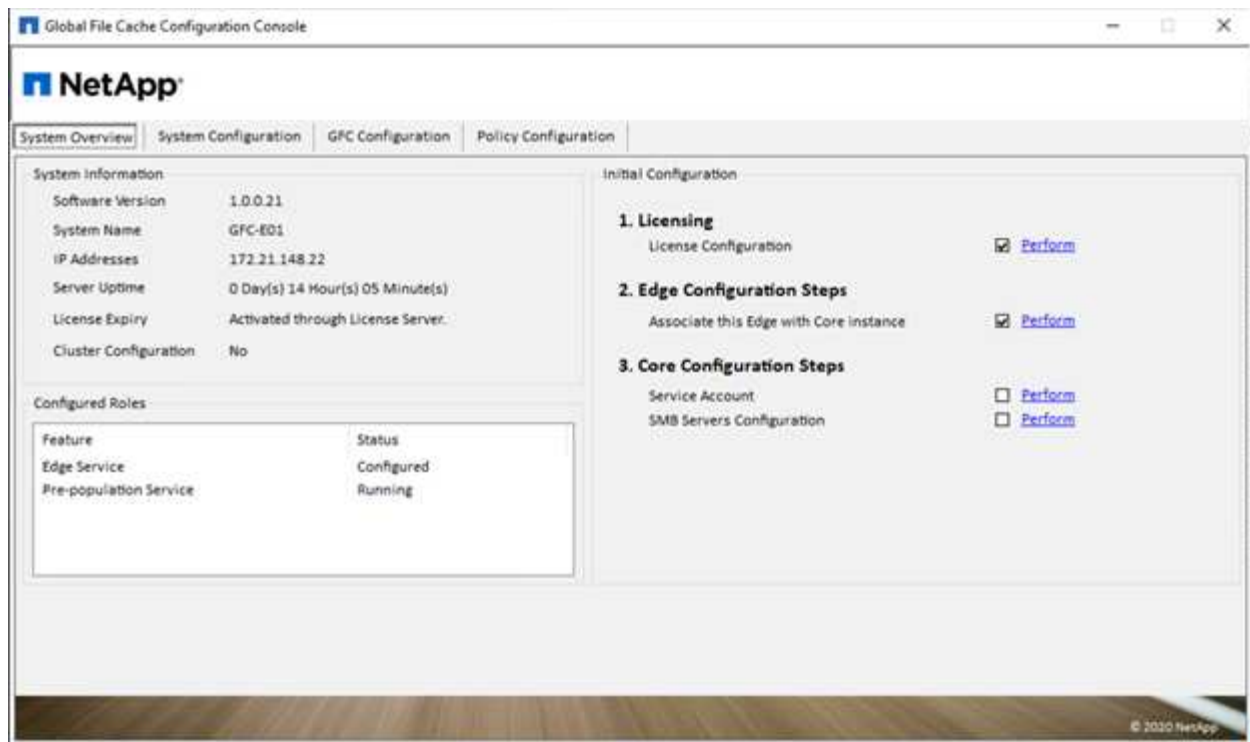 Global File Cache Configuration Console
NetApp
System Overview System Configuration GFC Configuration Policy Configuration
System Information
Software Version 1.0.0.21
System Name GFC-E01
IP Addresses 172.21.148.22
Server Uptime 0 Day(s) 14 Hour(s) 05 Minute(s)
License Expiry Activated through License Server.
Cluster Configuration No
Configured Roles
Feature Status
Edge Service Configured
Pre-population Service Running
Initial Configuration
1. Licensing
License Configuration Perform
2. Edge Configuration Steps
Associate this Edge with Core instance Perform
3. Core Configuration Steps
Service Account Perform
SMB Servers Configuration Perform
© 2020 NetApp